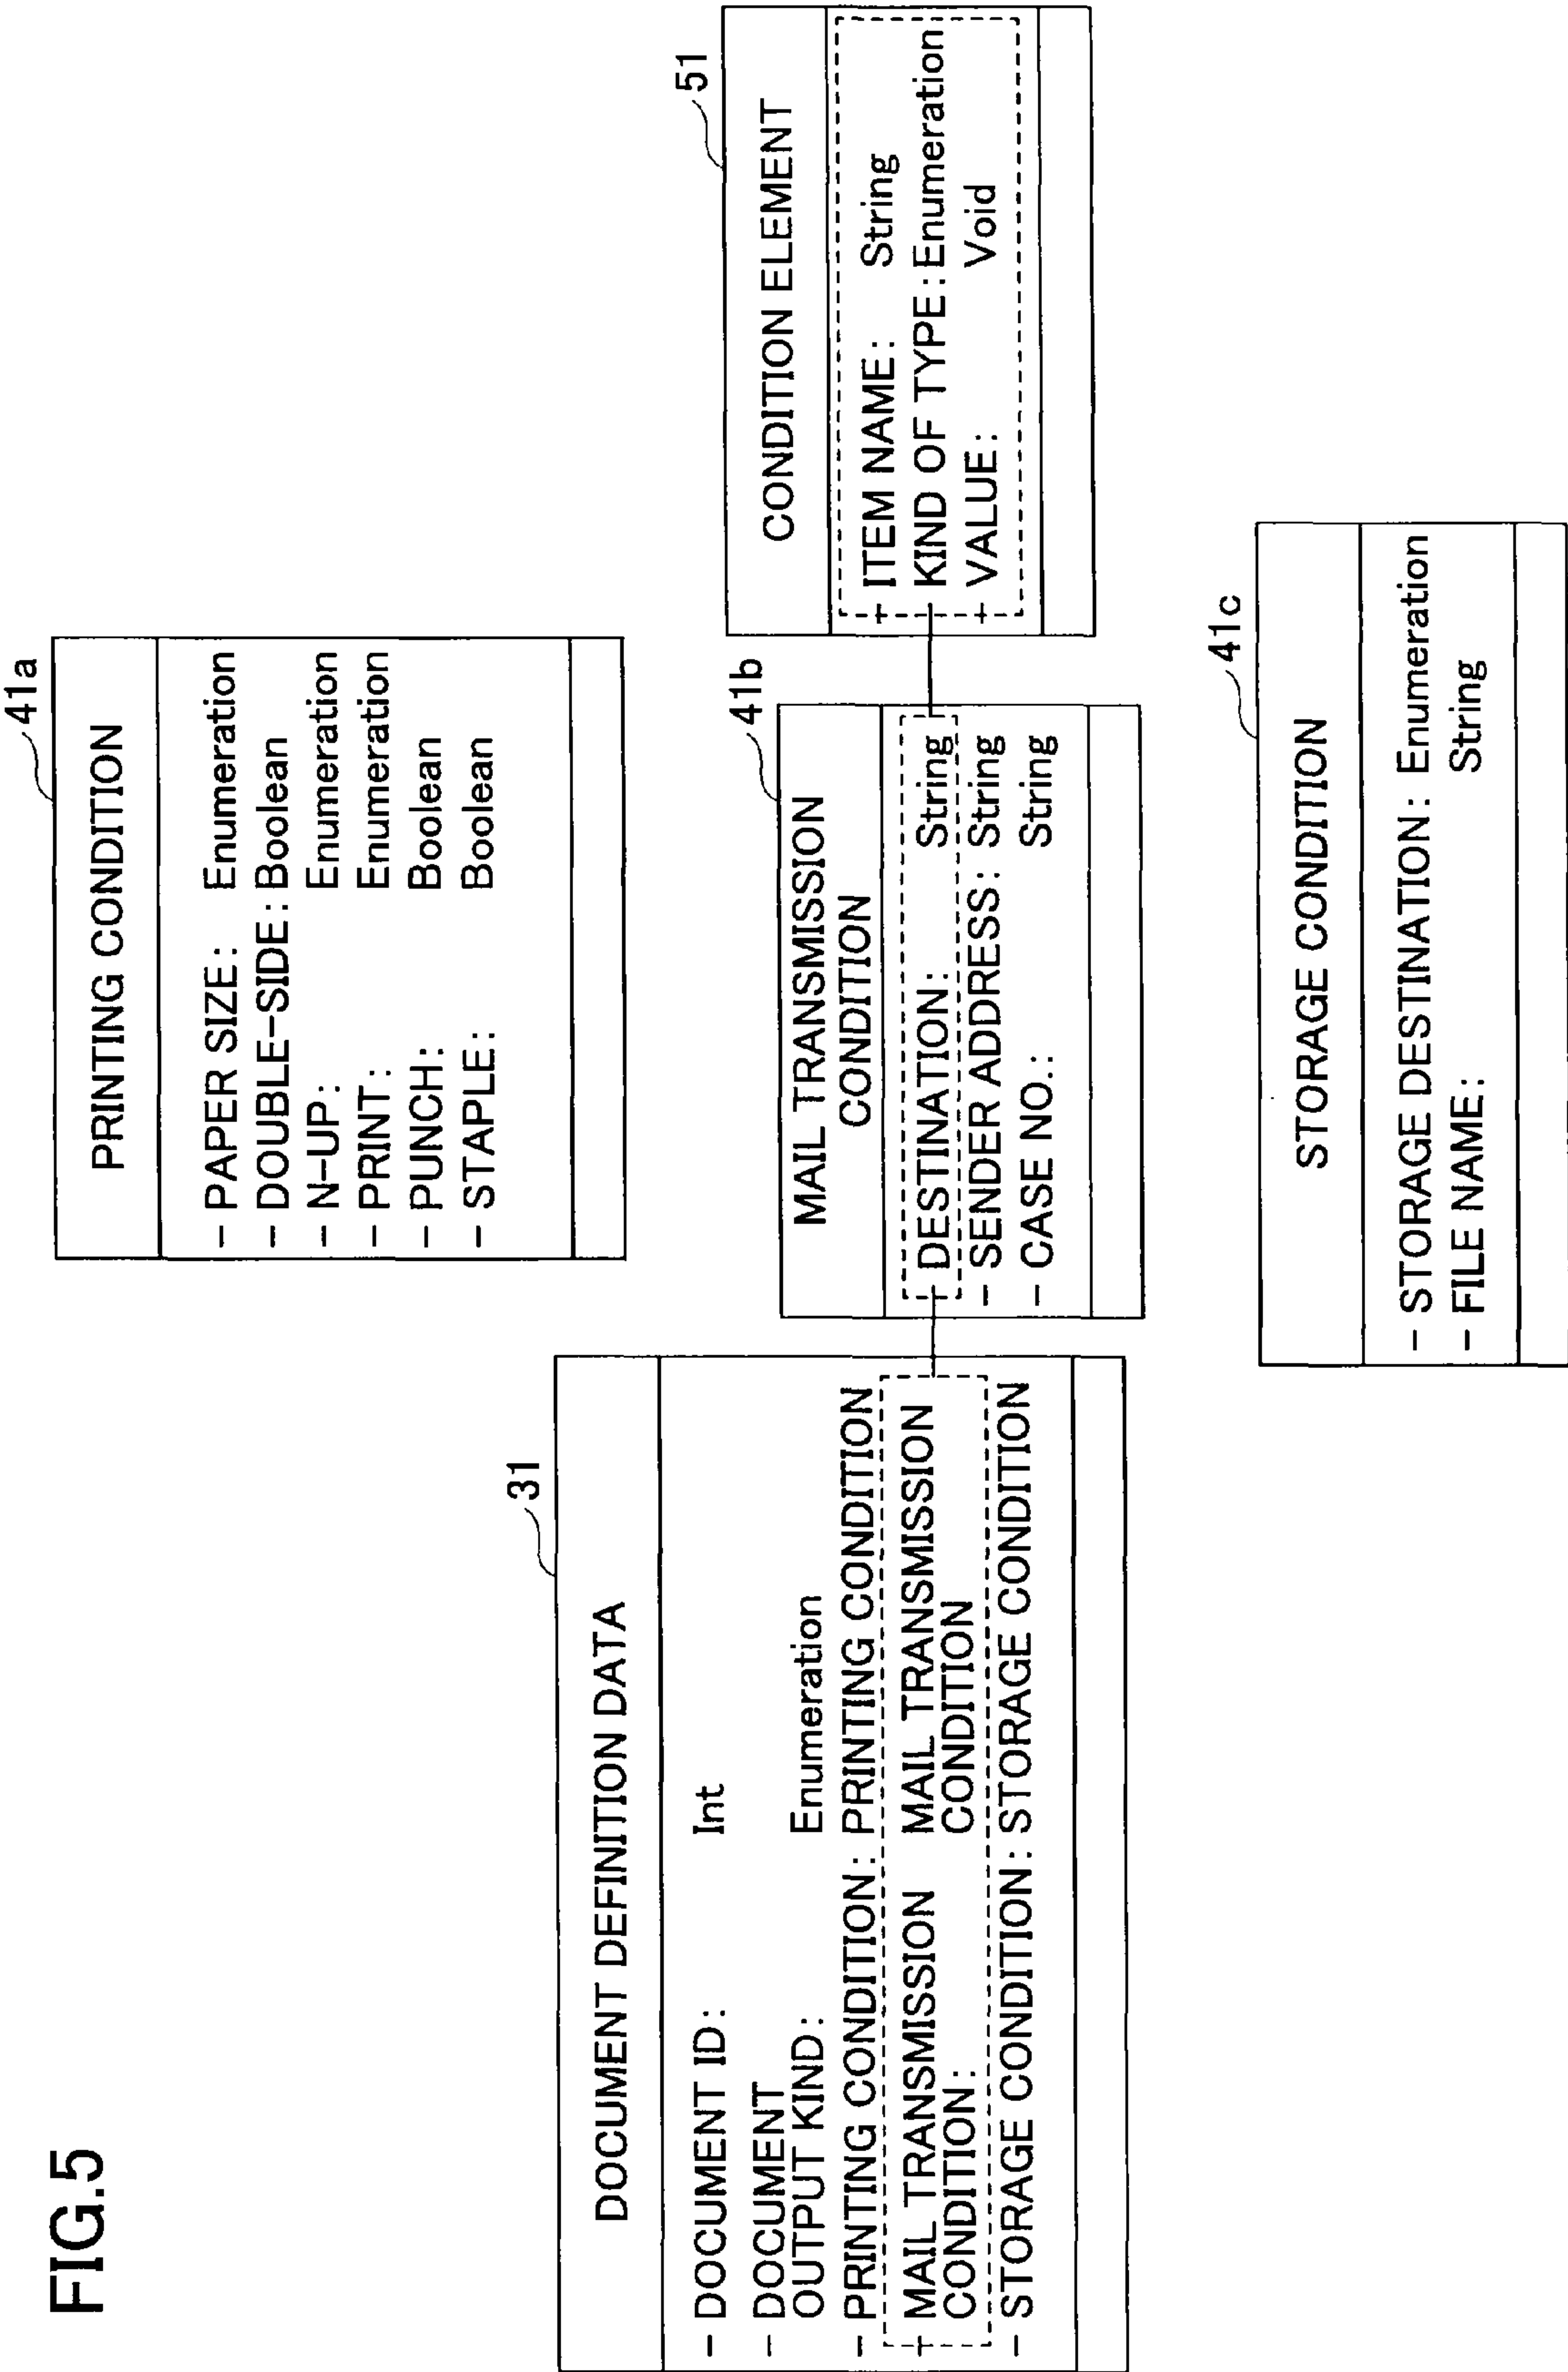 FIG.5
31
DOCUMENT DEFINITION DATA
- DOCUMENT ID: Int
- DOCUMENT
OUTPUT KIND: Enumeration
- PRINTING CONDITION: PRINTING CONDITION
- MAIL TRANSMISSION MAIL TRANSMISSION
CONDITION: CONDITION
- STORAGE CONDITION: STORAGE CONDITION
41a
PRINTING CONDITION
- PAPER SIZE: Enumeration
- DOUBLE-SIDE: Boolean
- N-UP: Enumeration
- PRINT: Enumeration
- PUNCH: Boolean
- STAPLE: Boolean
41b
MAIL TRANSMISSION
CONDITION
- DESTINATION: String
- SENDER ADDRESS: String
- CASE NO.: String
41c
STORAGE CONDITION
- STORAGE DESTINATION: Enumeration
- FILE NAME: String
51
CONDITION ELEMENT
- ITEM NAME: String
- KIND OF TYPE: Enumeration
- VALUE: Void